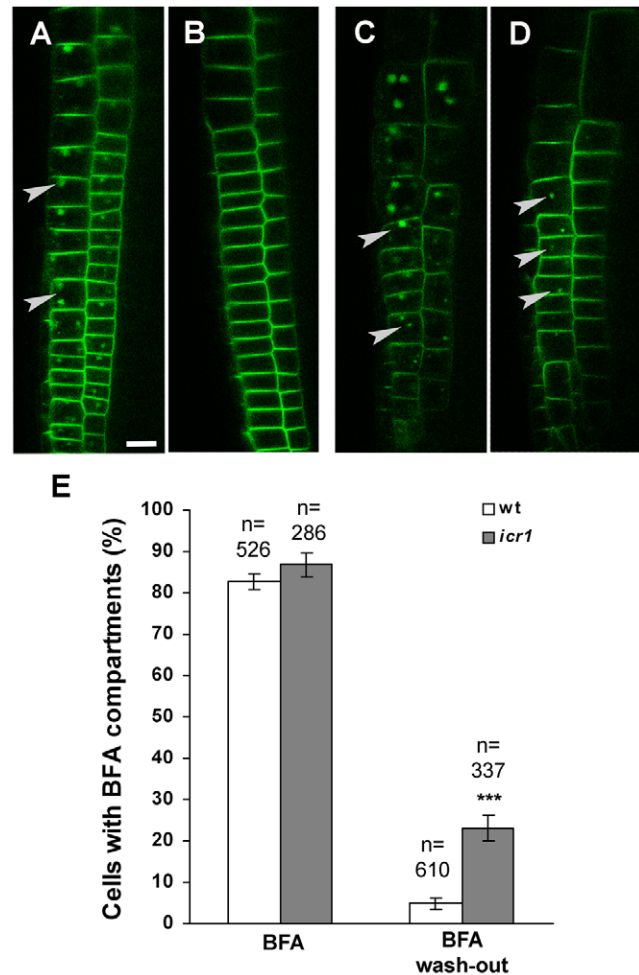 A
B
C
D
E
Cells with BFA compartments (%)
100
90
80
70
60
50
40
30
20
10
0
n=
526
n=
286
n=
610
n=
337
***
wt
icr1
BFA
BFA
wash-out